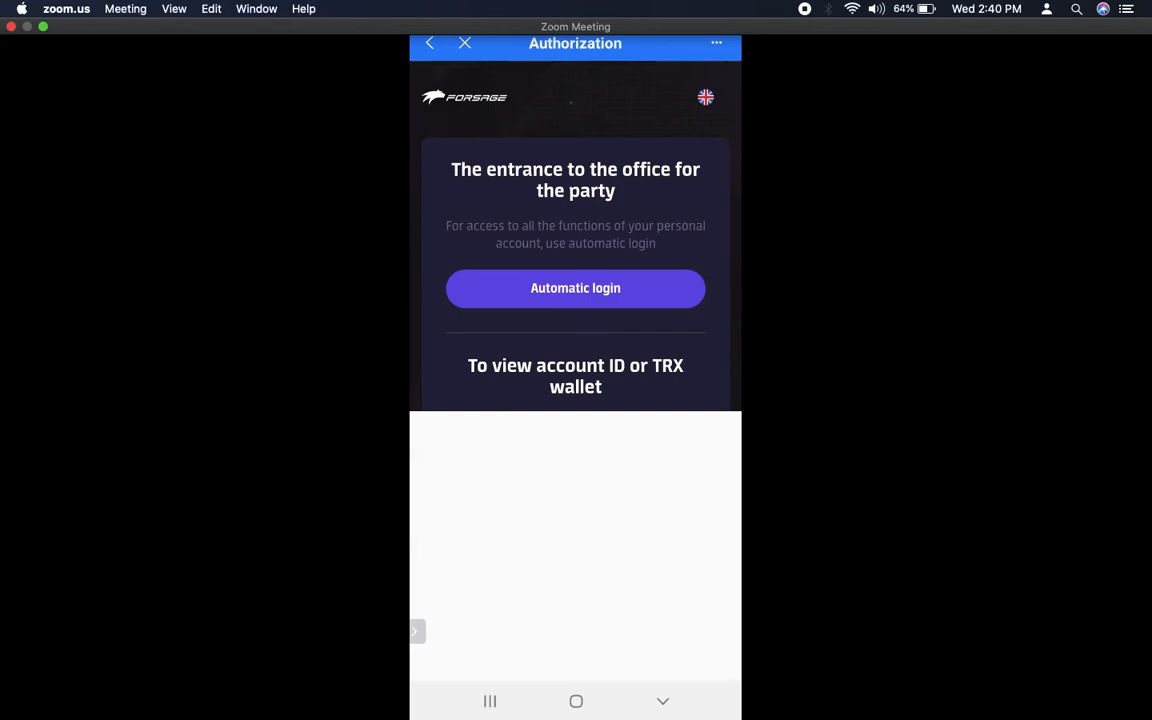 zoom.us Meeting View Edit Window Help 64% Wed 2:40 PM
Zoom Meeting
Authorization
FORSAGE
The entrance to the office for
the party
For access to all the functions of your personal
account, use automatic login
Automatic login
To view account ID or TRX
wallet